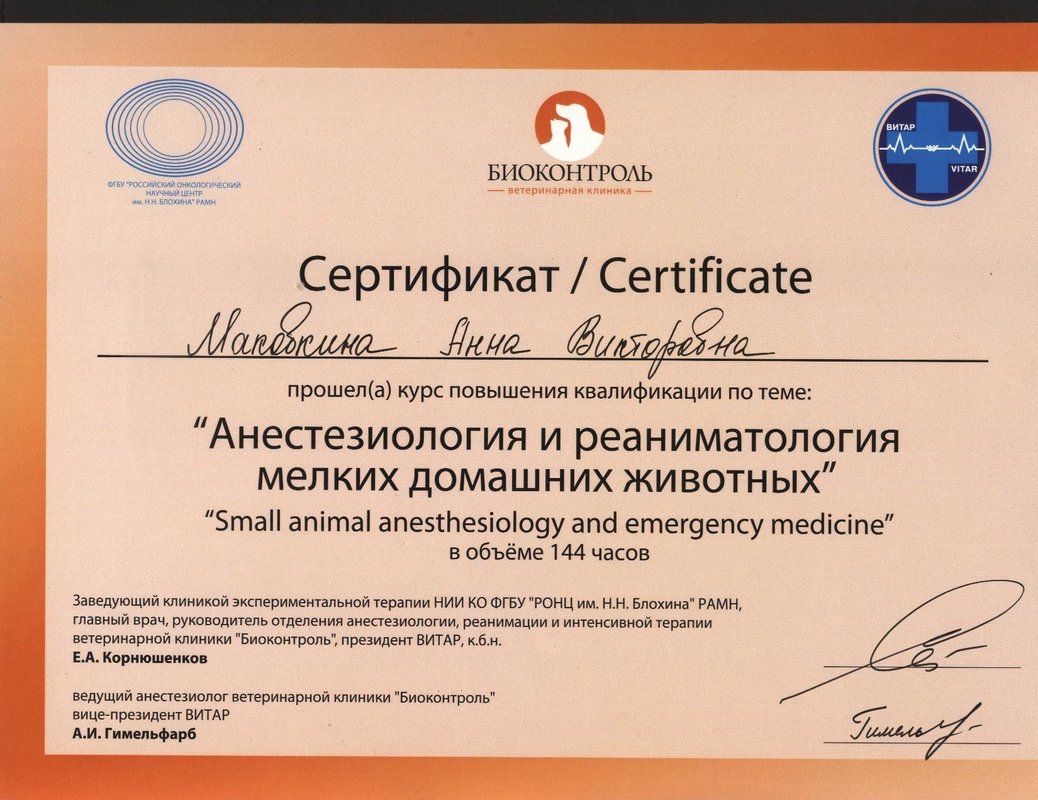 ФГБУ "РОССИЙСКИЙ ОНКОЛОГИЧЕСКИЙ
НАУЧНЫЙ ЦЕНТР
им. Н.Н. БЛОХИНА" РАМН
БИОКОНТРОЛЬ
ветеринарная клиника
ВИТАР
VITAR
Сертификат / Certificate
Маковкина Анна Викторовна
прошел(а) курс повышения квалификации по теме:
“Анестезиология и реаниматология
мелких домашних животных”
“Small animal anesthesiology and emergency medicine”
в объёме 144 часов
Заведующий клиникой экспериментальной терапии НИИ КО ФГБУ "РОНЦ им. Н.Н. Блохина" РАМН,
главный врач, руководитель отделения анестезиологии, реанимации и интенсивной терапии
ветеринарной клиники "Биоконтроль", президент ВИТАР, к.б.н.
Е.А. Корнюшенков
ведущий анестезиолог ветеринарной клиники "Биоконтроль"
вице-президент ВИТАР
А.И. Гимельфарб